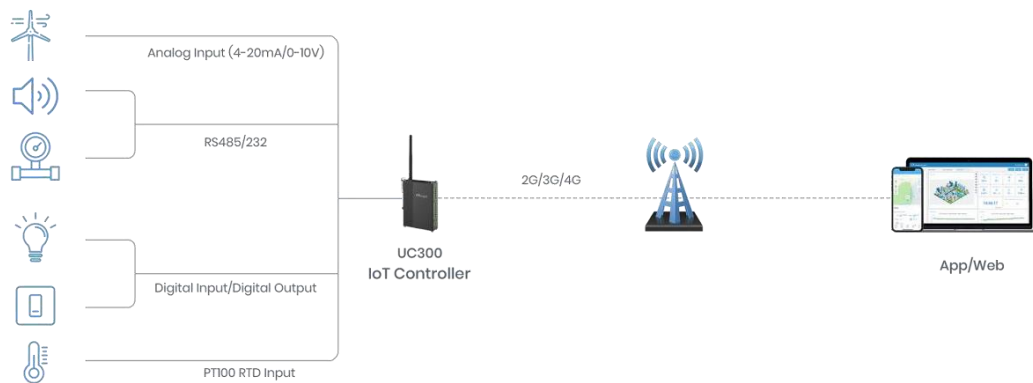 Analog Input (4-20mA/0-10V)
RS485/232
2G/3G/4G
UC300
IoT Controller
App/Web
Digital Input/Digital Output
PT100 RTD Input